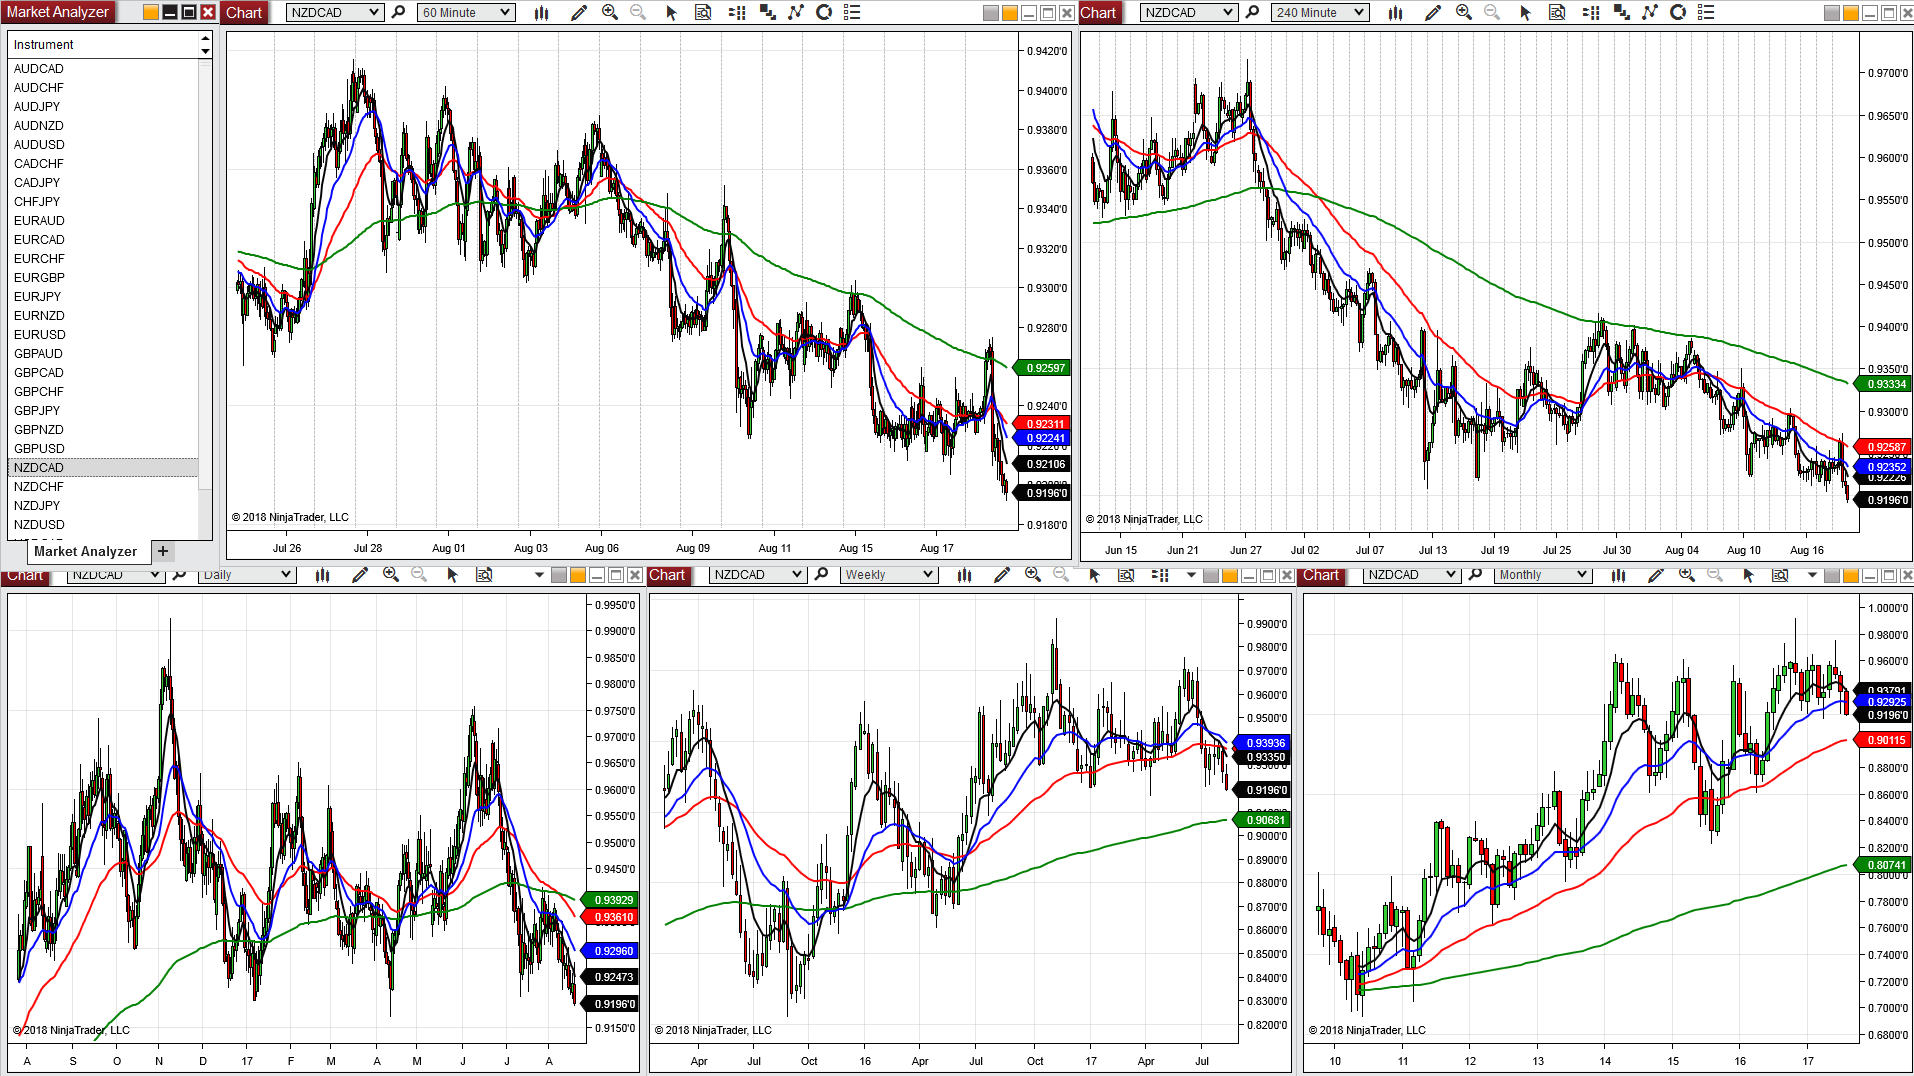 Market Analyzer
Instrument
AUDCAD
AUDCHF
AUDJPY
AUDNZD
AUDUSD
CADCHF
CADJPY
CHFJPY
EURAUD
EURCAD
EURCHF
EURGBP
EURJPY
EURNZD
EURUSD
GBPAUD
GBPCAD
GBPCHF
GBPJPY
GBPNZD
GBPUSD
NZDCAD
NZDCHF
NZDJPY
NZDUSD
Market Analyzer +
Chart NZDCAD 60 Minute
0.9420'0
0.9400'0
0.9380'0
0.9360'0
0.9340'0
0.9320'0
0.9300'0
0.9280'0
0.92597
0.9240'0
0.92311
0.92241
0.92106
0.9196'0
0.9180'0
© 2018 NinjaTrader, LLC
Jul 26 Jul 28 Aug 01 Aug 03 Aug 06 Aug 09 Aug 11 Aug 15 Aug 17
Chart NZDCAD 240 Minute
0.9700'0
0.9650'0
0.9600'0
0.9550'0
0.9500'0
0.9450'0
0.9400'0
0.9350'0
0.93334
0.9300'0
0.92587
0.92352
0.92226
0.9196'0
© 2018 NinjaTrader, LLC
Jun 15 Jun 21 Jun 27 Jul 02 Jul 07 Jul 13 Jul 19 Jul 25 Jul 30 Aug 04 Aug 10 Aug 16
Chart NZDCAD Daily
0.9950'0
0.9900'0
0.9850'0
0.9800'0
0.9750'0
0.9700'0
0.9650'0
0.9600'0
0.9550'0
0.9500'0
0.9450'0
0.93929
0.93610
0.92960
0.92473
0.9196'0
0.9150'0
© 2018 NinjaTrader, LLC
A S O N D 17 F M A M J J A
Chart NZDCAD Weekly
0.9900'0
0.9800'0
0.9700'0
0.9600'0
0.9500'0
0.93936
0.93350
0.9300'0
0.9196'0
0.90681
0.9000'0
0.8900'0
0.8800'0
0.8700'0
0.8600'0
0.8500'0
0.8400'0
0.8300'0
0.8200'0
© 2018 NinjaTrader, LLC
Apr Jul Oct 16 Apr Jul Oct 17 Apr Jul
Chart NZDCAD Monthly
1.0000'0
0.9800'0
0.9600'0
0.93791
0.92925
0.9196'0
0.90115
0.8800'0
0.8600'0
0.8400'0
0.8200'0
0.80741
0.8000'0
0.7800'0
0.7600'0
0.7400'0
0.7200'0
0.7000'0
0.6800'0
© 2018 NinjaTrader, LLC
10 11 12 13 14 15 16 17